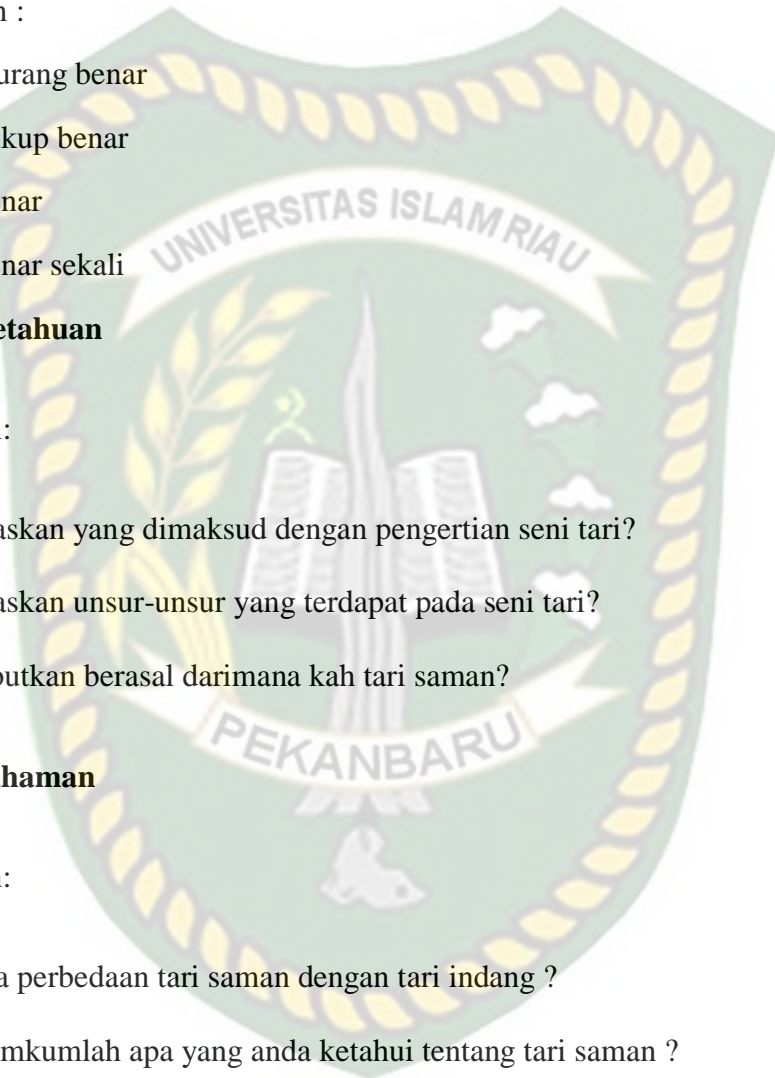 n :
urang benar
kup benar
nar
UNIVERSITAS ISLAM RIAU
nar sekali
etahuan
:
askan yang dimaksud dengan pengertian seni tari?
askan unsur-unsur yang terdapat pada seni tari?
outkan berasal darimana kah tari saman?
PEKANBARU
haman
:
a perbedaan tari saman dengan tari indang ?
mkumlah apa yang anda ketahui tentang tari saman ?